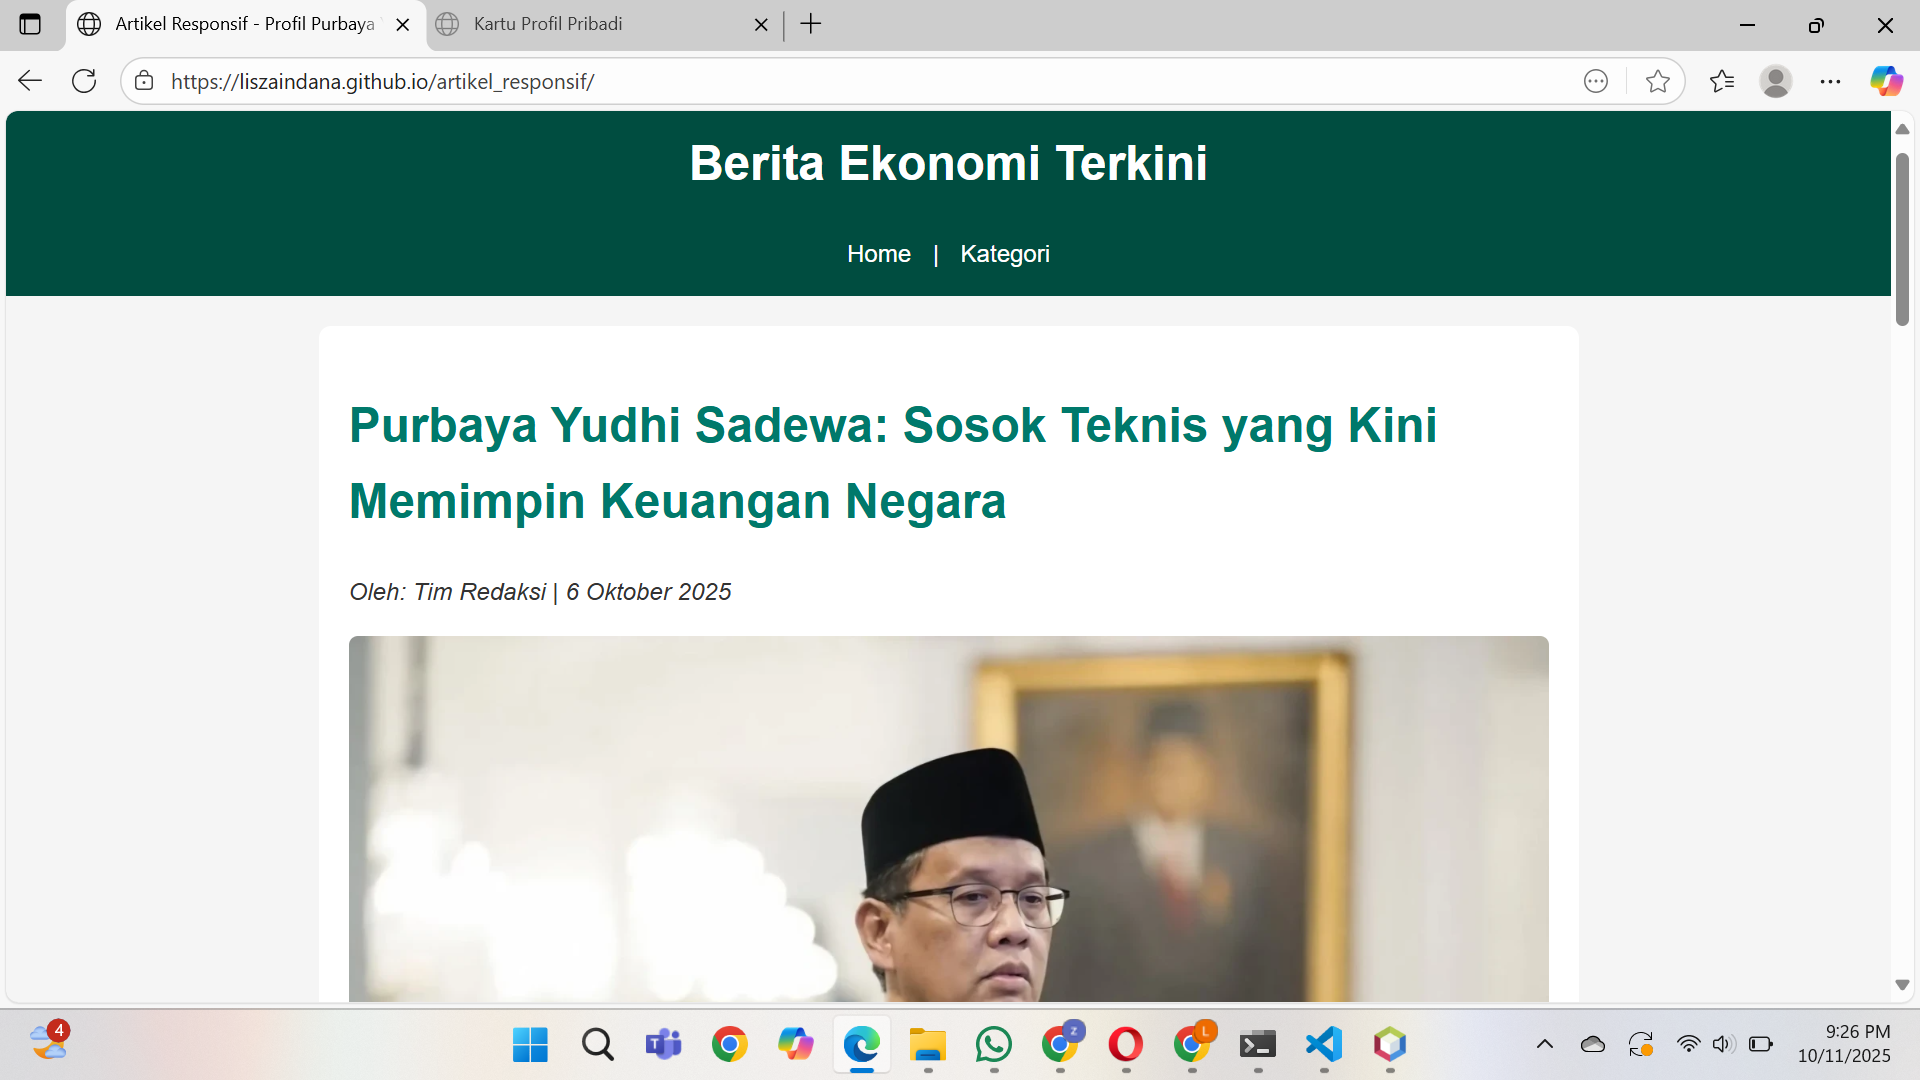 Artikel Responsif - Profil Purbaya
Kartu Profil Pribadi
https://liszaindana.github.io/artikel_responsif/
Berita Ekonomi Terkini
Home | Kategori
Purbaya Yudhi Sadewa: Sosok Teknis yang Kini
Memimpin Keuangan Negara
Oleh: Tim Redaksi | 6 Oktober 2025
4
T
Z
L
9:26 PM
10/11/2025